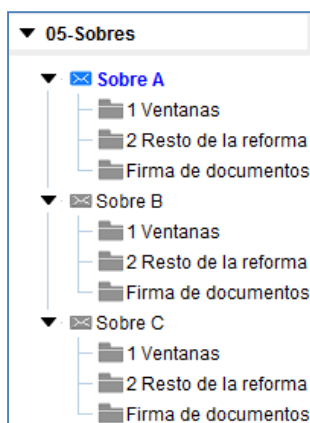 05-Sobres
Sobre A
1 Ventanas
2 Resto de la reforma
Firma de documentos
Sobre B
1 Ventanas
2 Resto de la reforma
Firma de documentos
Sobre C
1 Ventanas
2 Resto de la reforma
Firma de documentos